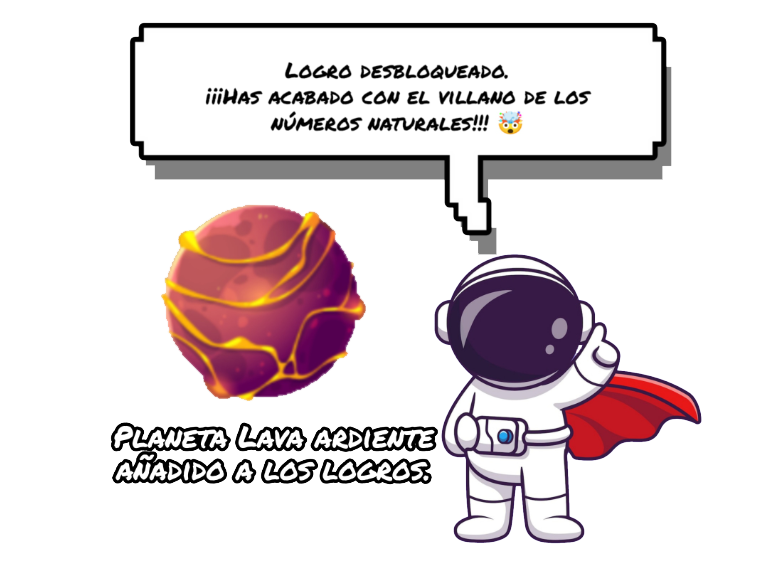 Logro desbloqueado.
¡¡¡Has acabado con el villano de los
números naturales!!! 🤯
Planeta Lava ardiente
añadido a los logros.